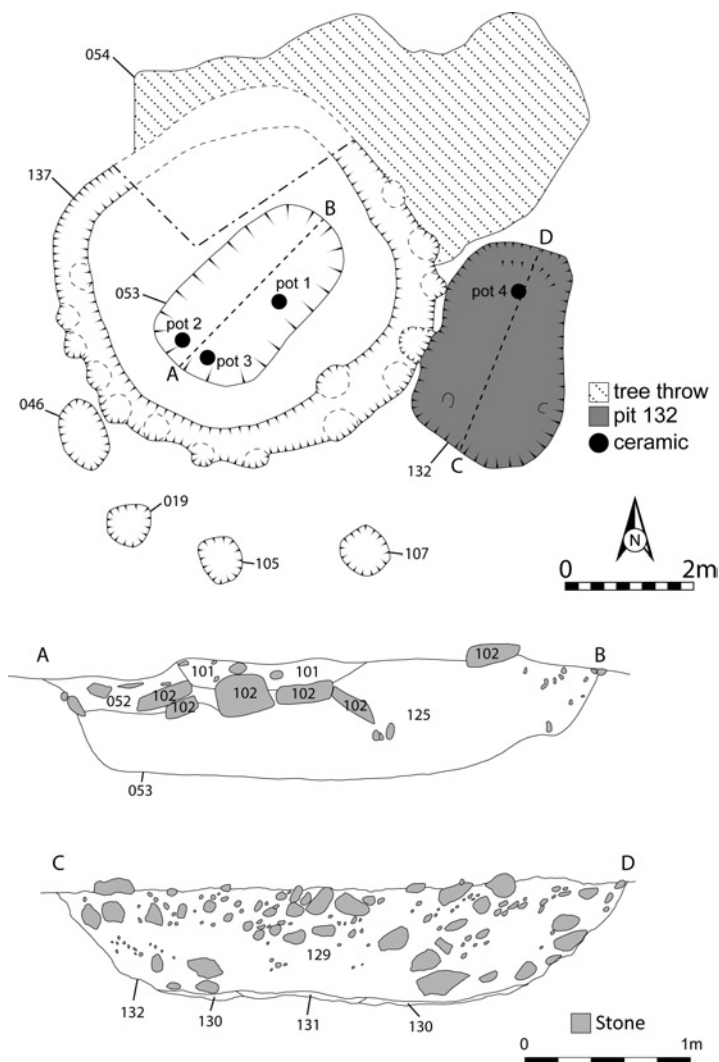 054
137
B
D
053
pot 1
pot 4
pot 2
pot 3
A
046
tree throw
pit 132
ceramic
132
C
019
105
107
N
0 2m
A
B
101
101
102
102
052
102
102
102
102
125
053
C
D
129
132
130
131
130
Stone
0 1m